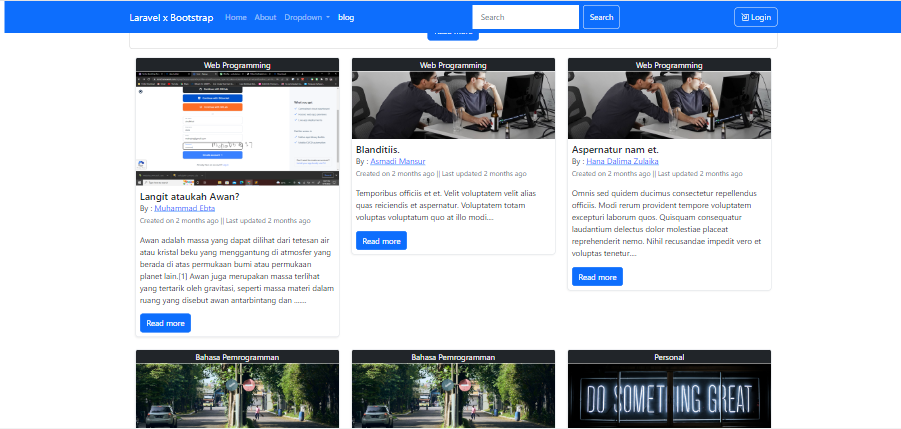 Laravel x Bootstrap Home About Dropdown blog Search Search Login
Web Programming
Langit ataukah Awan?
By : Muhammad Ebta
Created on 2 months ago || Last updated 2 months ago
Awan adalah massa yang dapat dilihat dari tetesan air
atau kristal beku yang menggantung di atmosfer yang
berada di atas permukaan bumi atau permukaan
planet lain.[1] Awan juga merupakan massa terlihat
yang tertarik oleh gravitasi, seperti massa materi dalam
ruang yang disebut awan antarbintang dan ......
Read more
Web Programming
Blanditiis.
By : Asmadi Mansur
Created on 2 months ago || Last updated 2 months ago
Temporibus officiis et et. Velit voluptatem velit alias
quas reiciendis et aspernatur. Voluptatem totam
voluptas voluptatum quo at illo modi....
Read more
Web Programming
Aspernatur nam et.
By : Hana Dalima Zulaika
Created on 2 months ago || Last updated 2 months ago
Omnis sed quidem ducimus consectetur repellendus
officiis. Modi rerum provident tempore voluptatem
excepturi laborum quos. Quisquam consequatur
laudantium delectus dolor molestiae placeat
reprehenderit nemo. Nihil recusandae impedit vero et
voluptas tenetur....
Read more
Bahasa Pemrogramman
Bahasa Pemrogramman
Personal
DO SOMETHING GREAT